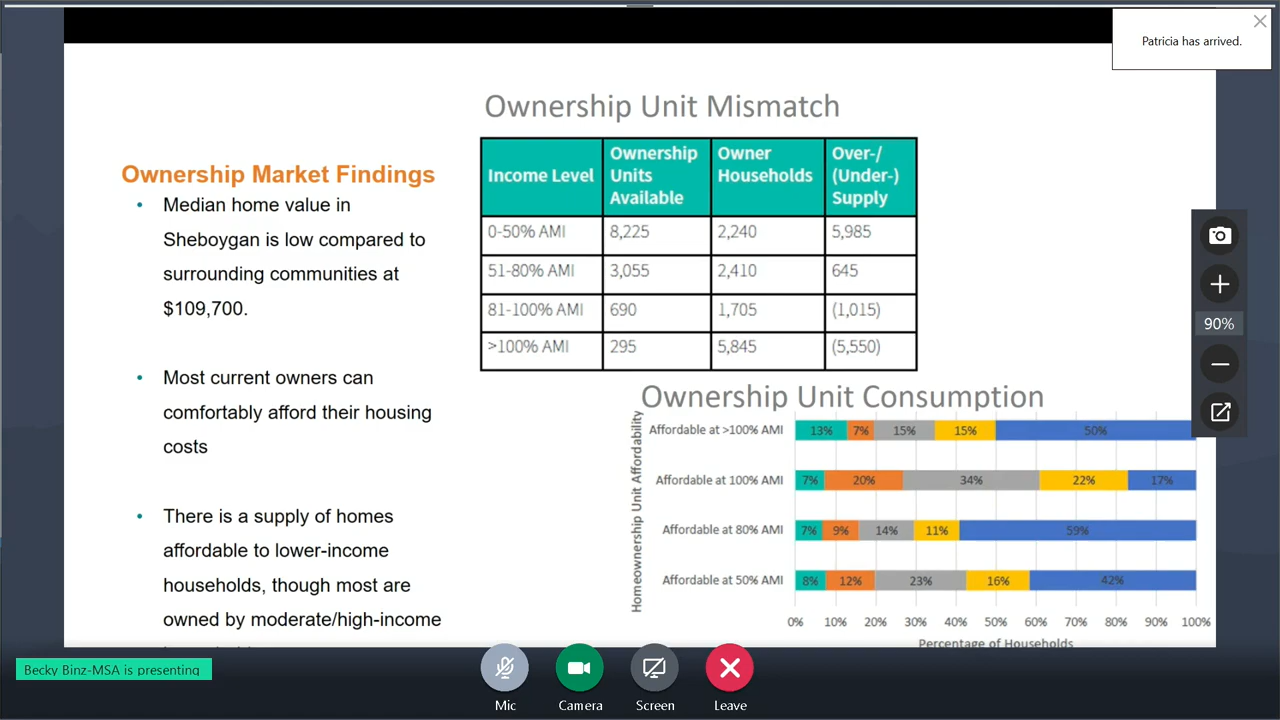 Patricia has arrived.
Ownership Unit Mismatch
Ownership Market Findings
• Median home value in
Sheboygan is low compared to
surrounding communities at
$109,700.
• Most current owners can
comfortably afford their housing
costs
• There is a supply of homes
affordable to lower-income
households, though most are
owned by moderate/high-income
Income Level Ownership Units Available Owner Households Over-/ (Under-) Supply
0-50% AMI 8,225 2,240 5,985
51-80% AMI 3,055 2,410 645
81-100% AMI 690 1,705 (1,015)
>100% AMI 295 5,845 (5,550)
Ownership Unit Consumption
Homeownership Unit Affordability
Affordable at >100% AMI 13% 7% 15% 15% 50%
Affordable at 100% AMI 7% 20% 34% 22% 17%
Affordable at 80% AMI 7% 9% 14% 11% 59%
Affordable at 50% AMI 8% 12% 23% 16% 42%
0% 10% 20% 30% 40% 50% 60% 70% 80% 90% 100%
Percentage of Households
90%
Becky Binz-MSA is presenting
Mic Camera Screen Leave